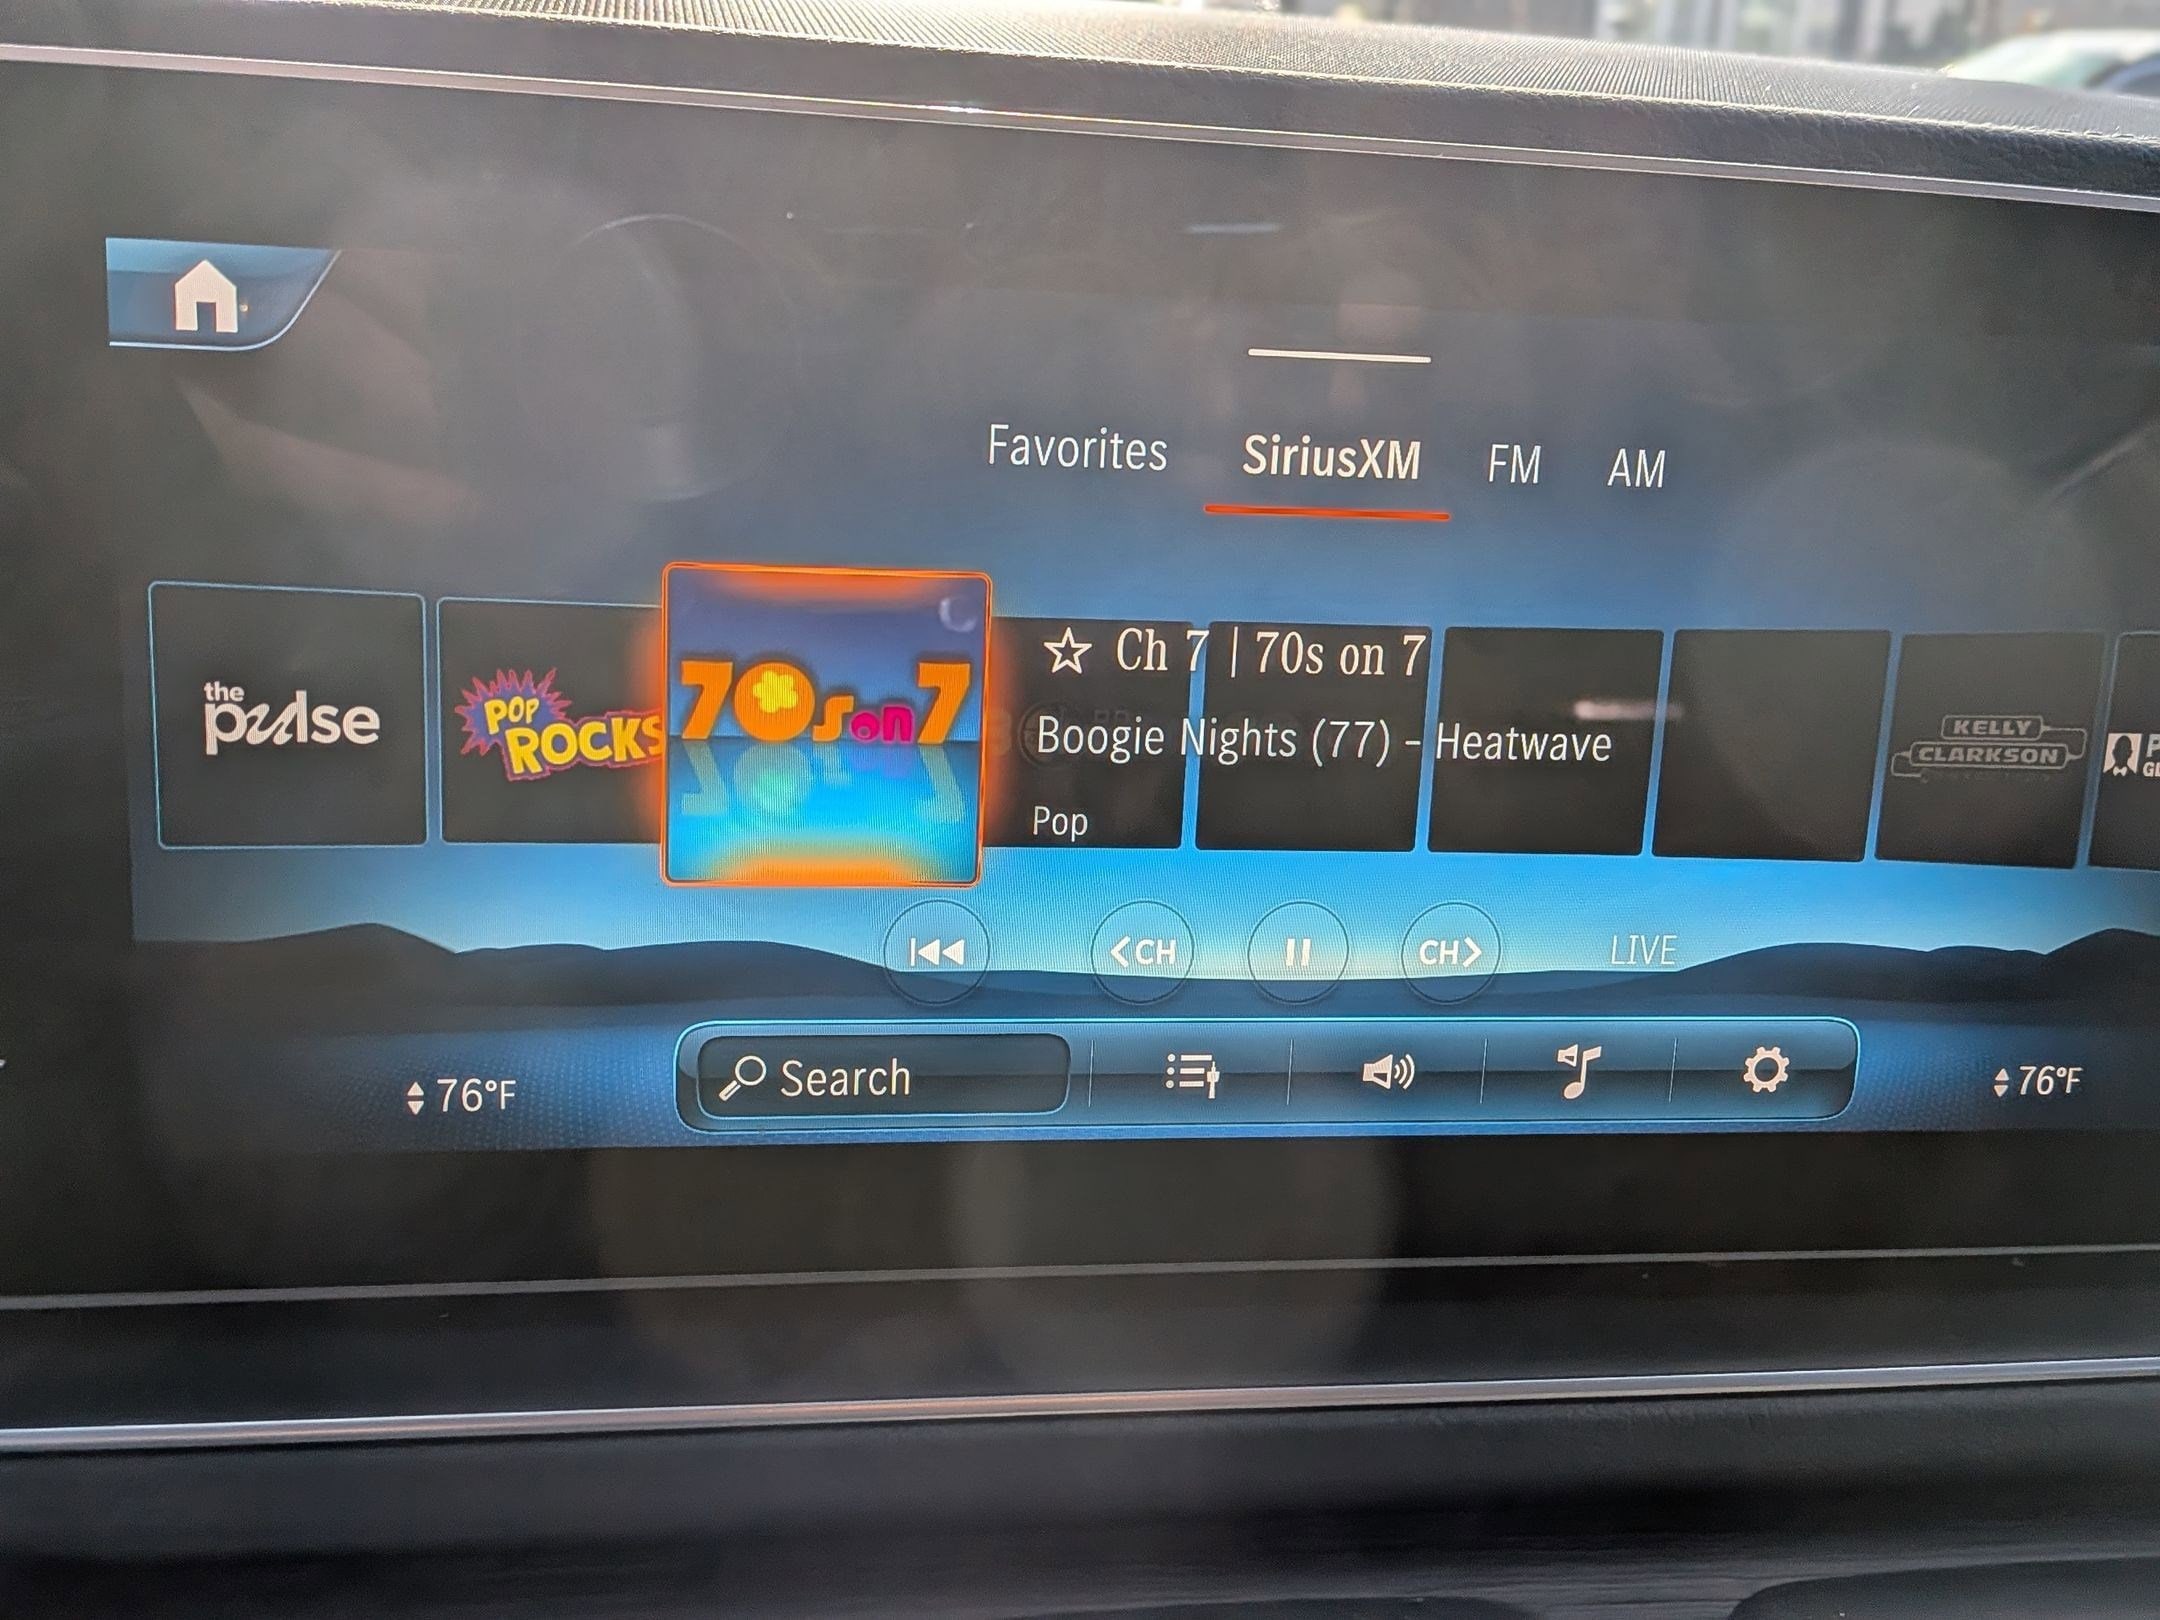 Favorites SiriusXM FM AM
the
pulse
POP
ROCKS
70s on 7
Ch 7 | 70s on 7
Boogie Nights (77) - Heatwave
Pop
KELLY
CLARKSON
<CH CH> LIVE
76°F Search 76°F